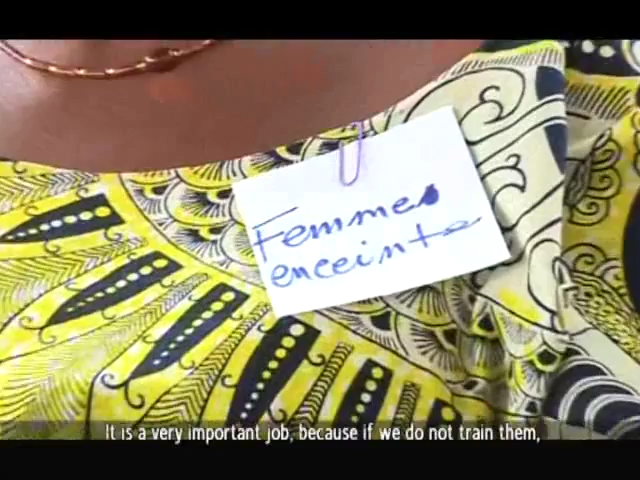 Femmes
enceinte
It is a very important job, because if we do not train them,